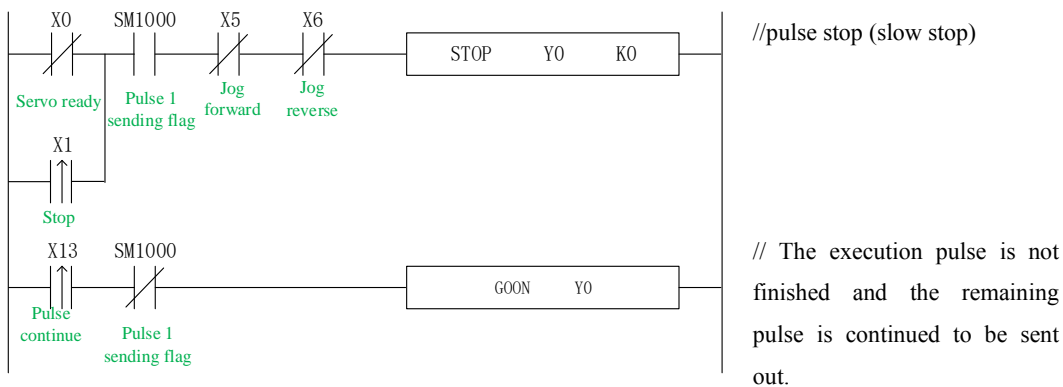 X0 SM1000 X5 X6
STOP Y0 K0
//pulse stop (slow stop)
Servo ready
Pulse 1
sending flag
Jog
forward
Jog
reverse
X1
Stop
X13 SM1000
GOON Y0
Pulse
continue
Pulse 1
sending flag
// The execution pulse is not
finished and the remaining
pulse is continued to be sent
out.